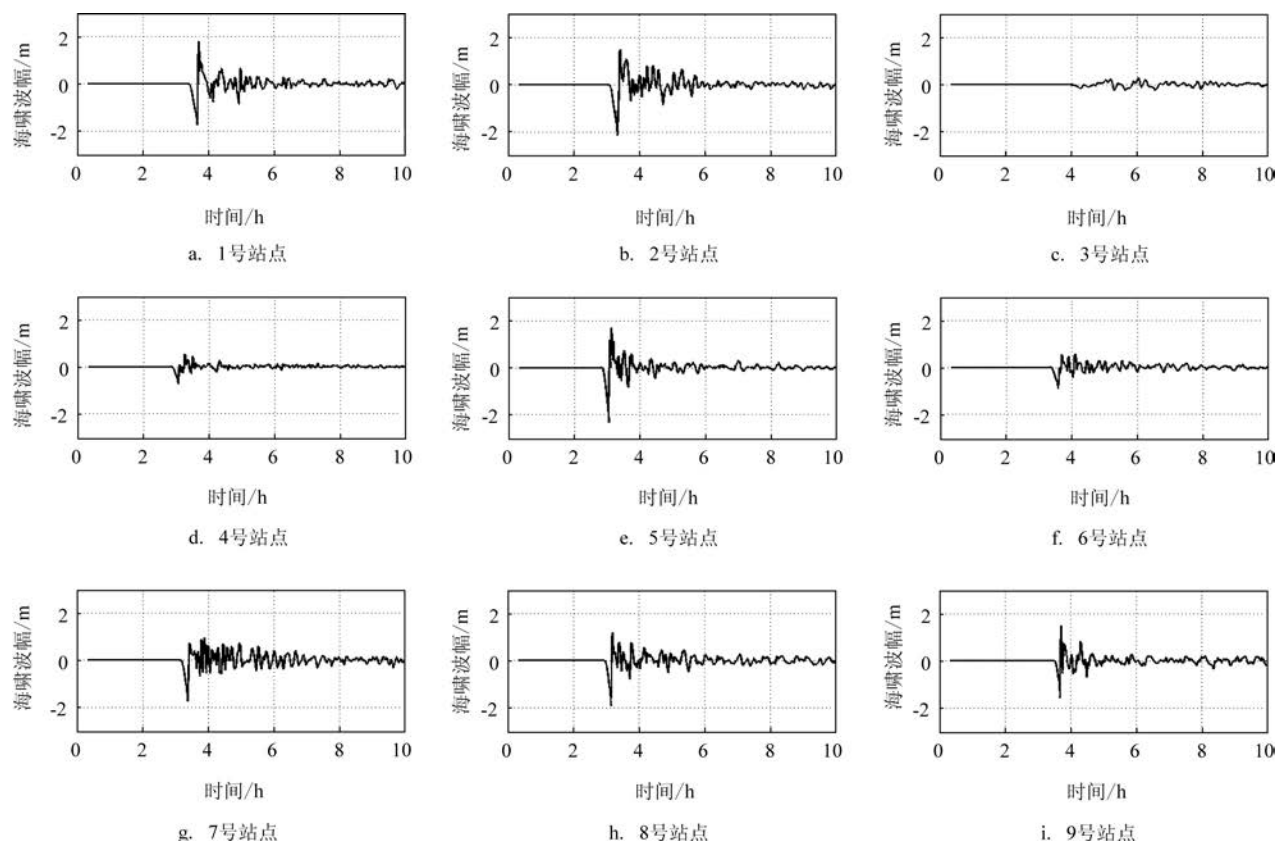 海啸波幅/m
2
0
-2
0 2 4 6 8 10
时间/h
a. 1号站点
海啸波幅/m
2
0
-2
0 2 4 6 8 10
时间/h
b. 2号站点
海啸波幅/m
2
0
-2
0 2 4 6 8 10
时间/h
c. 3号站点
海啸波幅/m
2
0
-2
0 2 4 6 8 10
时间/h
d. 4号站点
海啸波幅/m
2
0
-2
0 2 4 6 8 10
时间/h
e. 5号站点
海啸波幅/m
2
0
-2
0 2 4 6 8 10
时间/h
f. 6号站点
海啸波幅/m
2
0
-2
0 2 4 6 8 10
时间/h
g. 7号站点
海啸波幅/m
2
0
-2
0 2 4 6 8 10
时间/h
h. 8号站点
海啸波幅/m
2
0
-2
0 2 4 6 8 10
时间/h
i. 9号站点